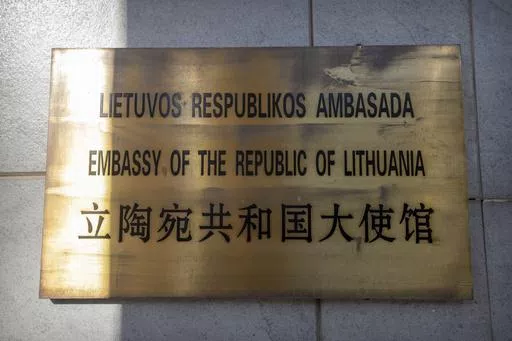 LIETUVOS RESPUBLIKOS AMBASADA
EMBASSY OF THE REPUBLIC OF LITHUANIA
立陶宛共和国大使馆